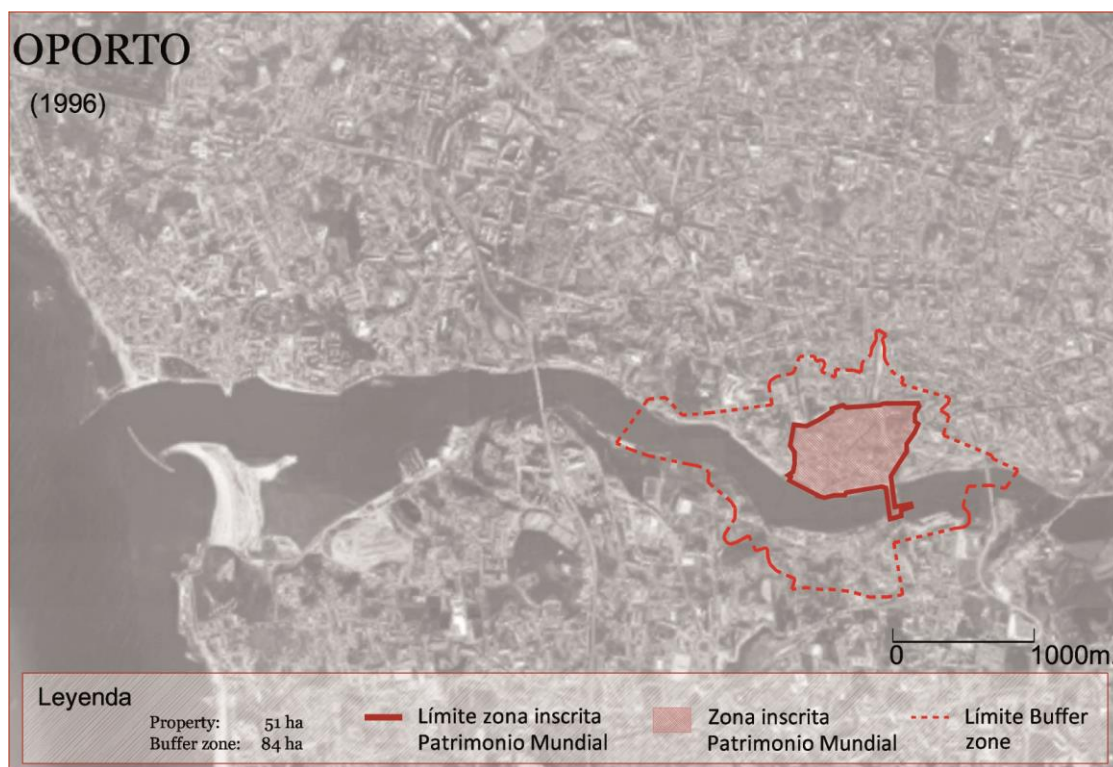 OPORTO
(1996)
0 1000m.
Leyenda
Property: 51 ha
Buffer zone: 84 ha
Límite zona inscrita
Patrimonio Mundial
Zona inscrita
Patrimonio Mundial
Límite Buffer
zone